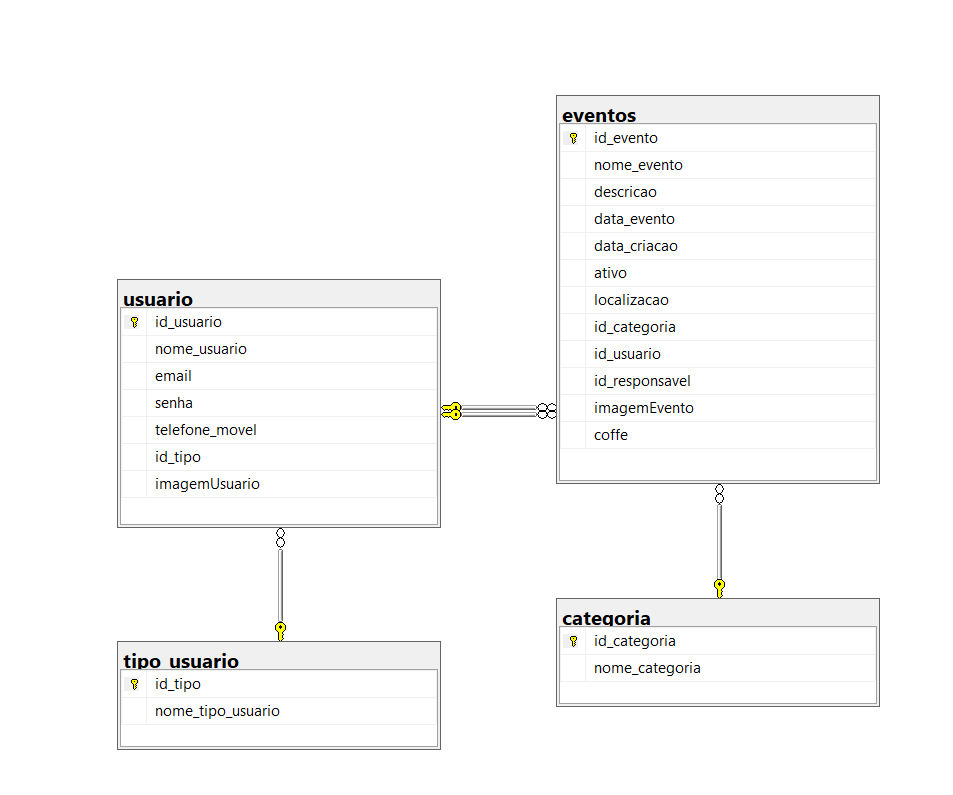 eventos
id_evento
nome_evento
descricao
data_evento
data_criacao
ativo
localizacao
id_categoria
id_usuario
id_responsavel
imagemEvento
coffe
usuario
id_usuario
nome_usuario
email
senha
telefone_movel
id_tipo
imagemUsuario
categoria
id_categoria
nome_categoria
tipo_usuario
id_tipo
nome_tipo_usuario